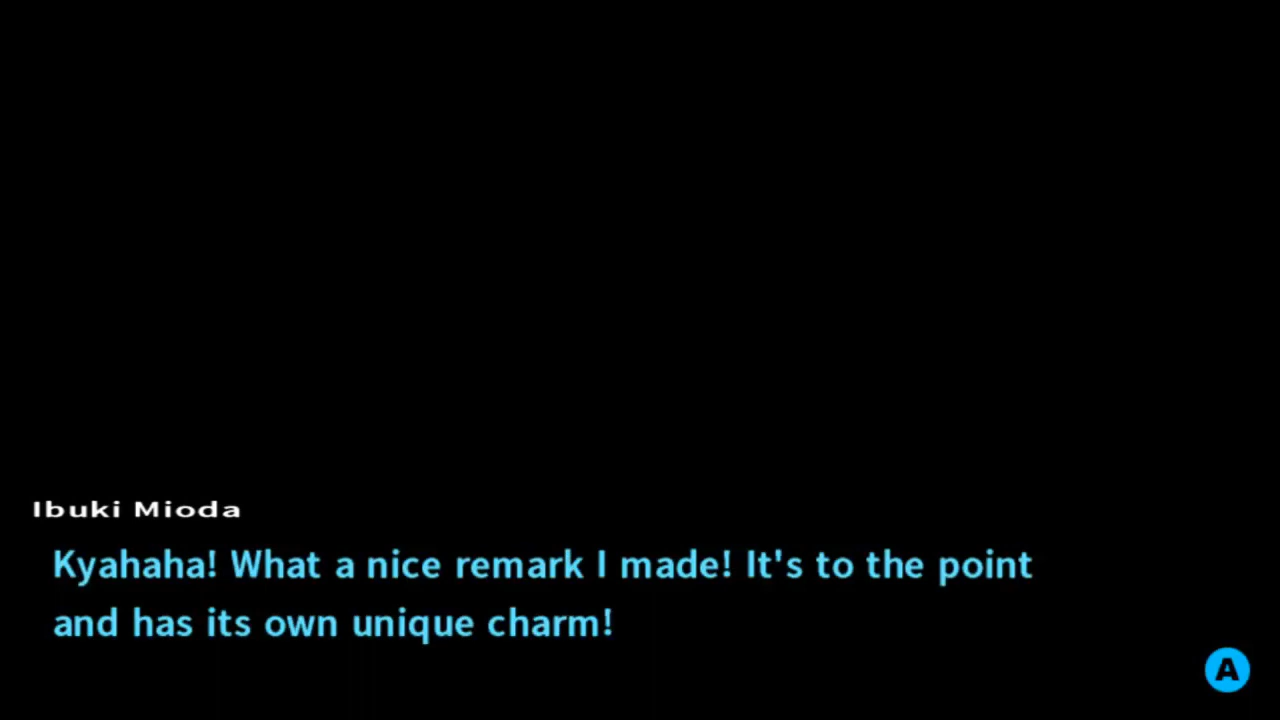 Ibuki Mioda
Kyahaha! What a nice remark I made! It's to the point
and has its own unique charm!
A